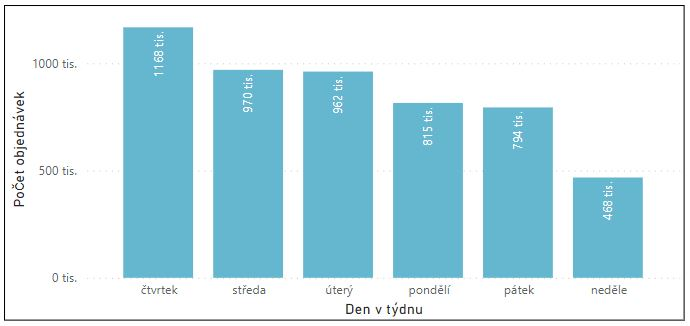 Počet objednávek
1000 tis.
500 tis.
0 tis.
1168 tis.
970 tis.
962 tis.
815 tis.
794 tis.
468 tis.
čtvrtek
středa
úterý
pondělí
pátek
neděle
Den v týdnu